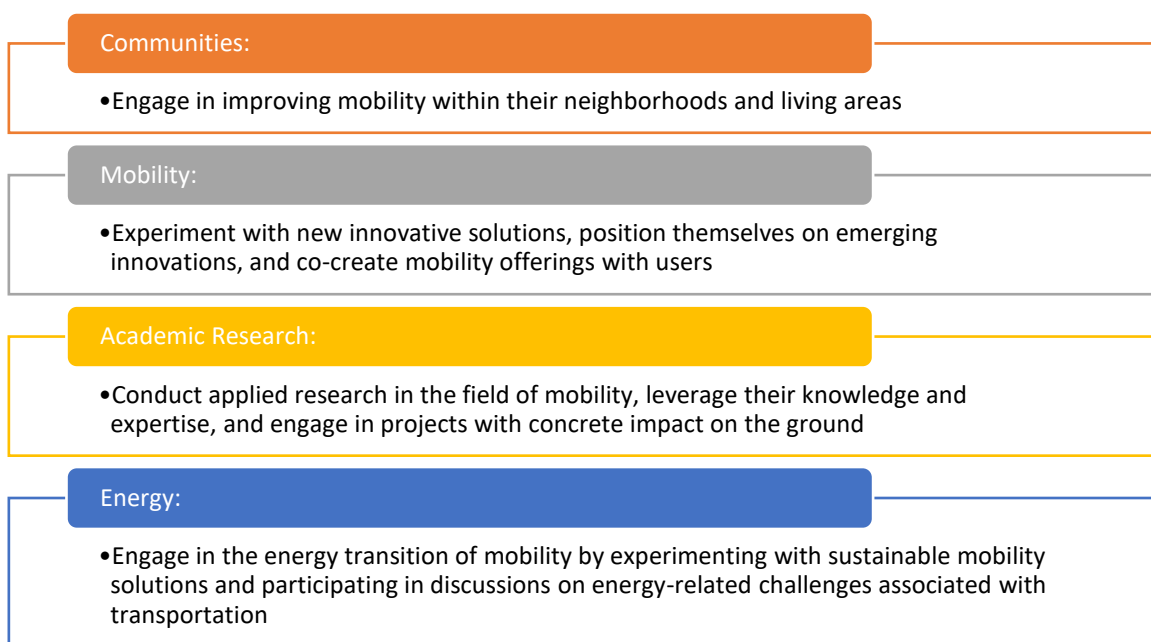 Communities:
•Engage in improving mobility within their neighborhoods and living areas
Mobility:
•Experiment with new innovative solutions, position themselves on emerging
innovations, and co-create mobility offerings with users
Academic Research:
•Conduct applied research in the field of mobility, leverage their knowledge and
expertise, and engage in projects with concrete impact on the ground
Energy:
•Engage in the energy transition of mobility by experimenting with sustainable mobility
solutions and participating in discussions on energy-related challenges associated with
transportation